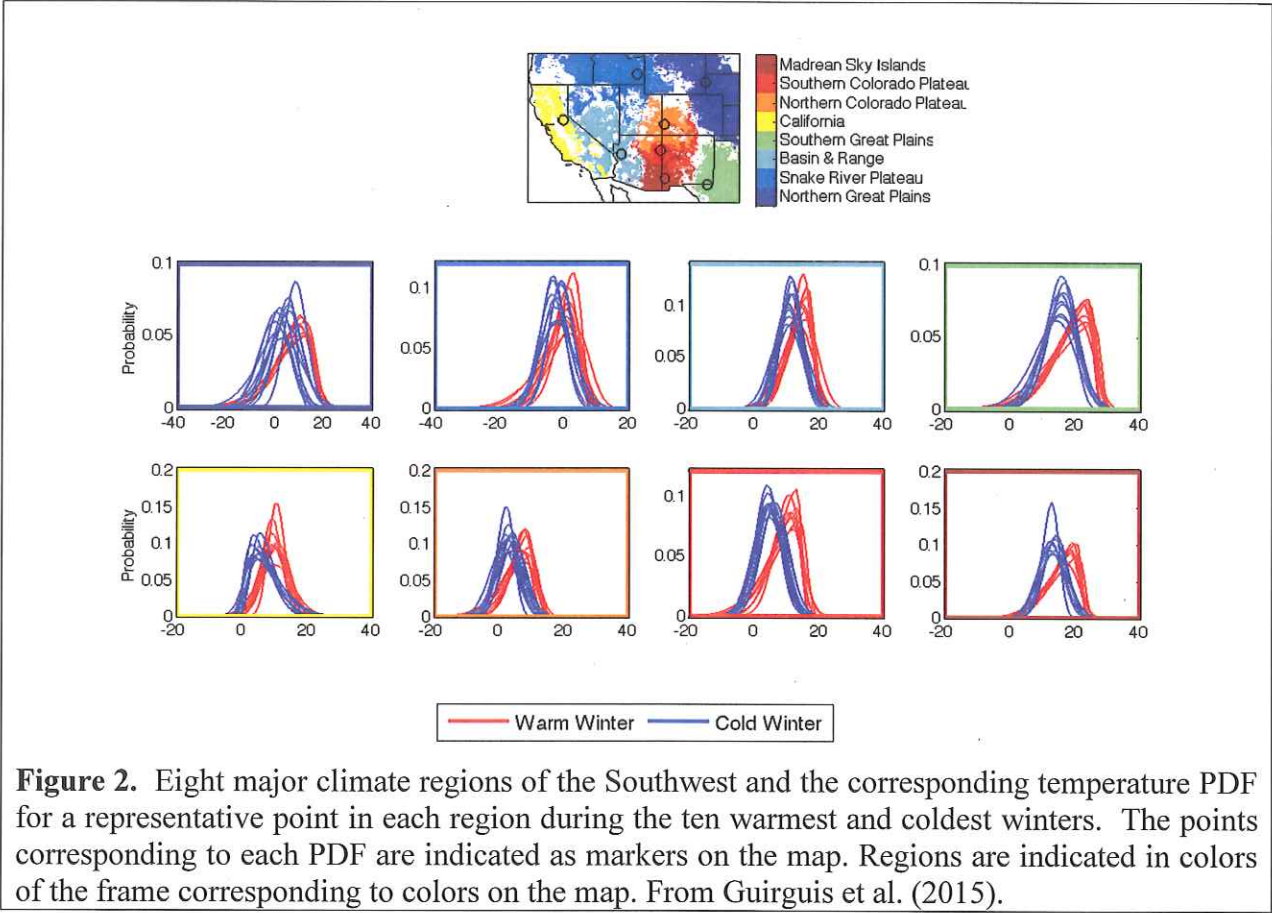 Madrean Sky Islands
Southern Colorado Plateau
Northern Colorado Plateau
California
Southern Great Plains
Basin & Range
Snake River Plateau
Northern Great Plains
0.1
0.05
0
Probability
-40 -20 0 20 40
0.1
0.05
0
-40 -20 0 20
0.1
0.05
0
-20 0 20 40
0.1
0.05
0
-20 0 20 40
0.2
0.15
0.1
0.05
0
Probability
-20 0 20 40
0.2
0.15
0.1
0.05
0
-20 0 20 40
0.1
0.05
0
-20 0 20 40
0.2
0.15
0.1
0.05
0
-20 0 20 40
Warm Winter Cold Winter
Figure 2. Eight major climate regions of the Southwest and the corresponding temperature PDF
for a representative point in each region during the ten warmest and coldest winters. The points
corresponding to each PDF are indicated as markers on the map. Regions are indicated in colors
of the frame corresponding to colors on the map. From Guirguis et al. (2015).